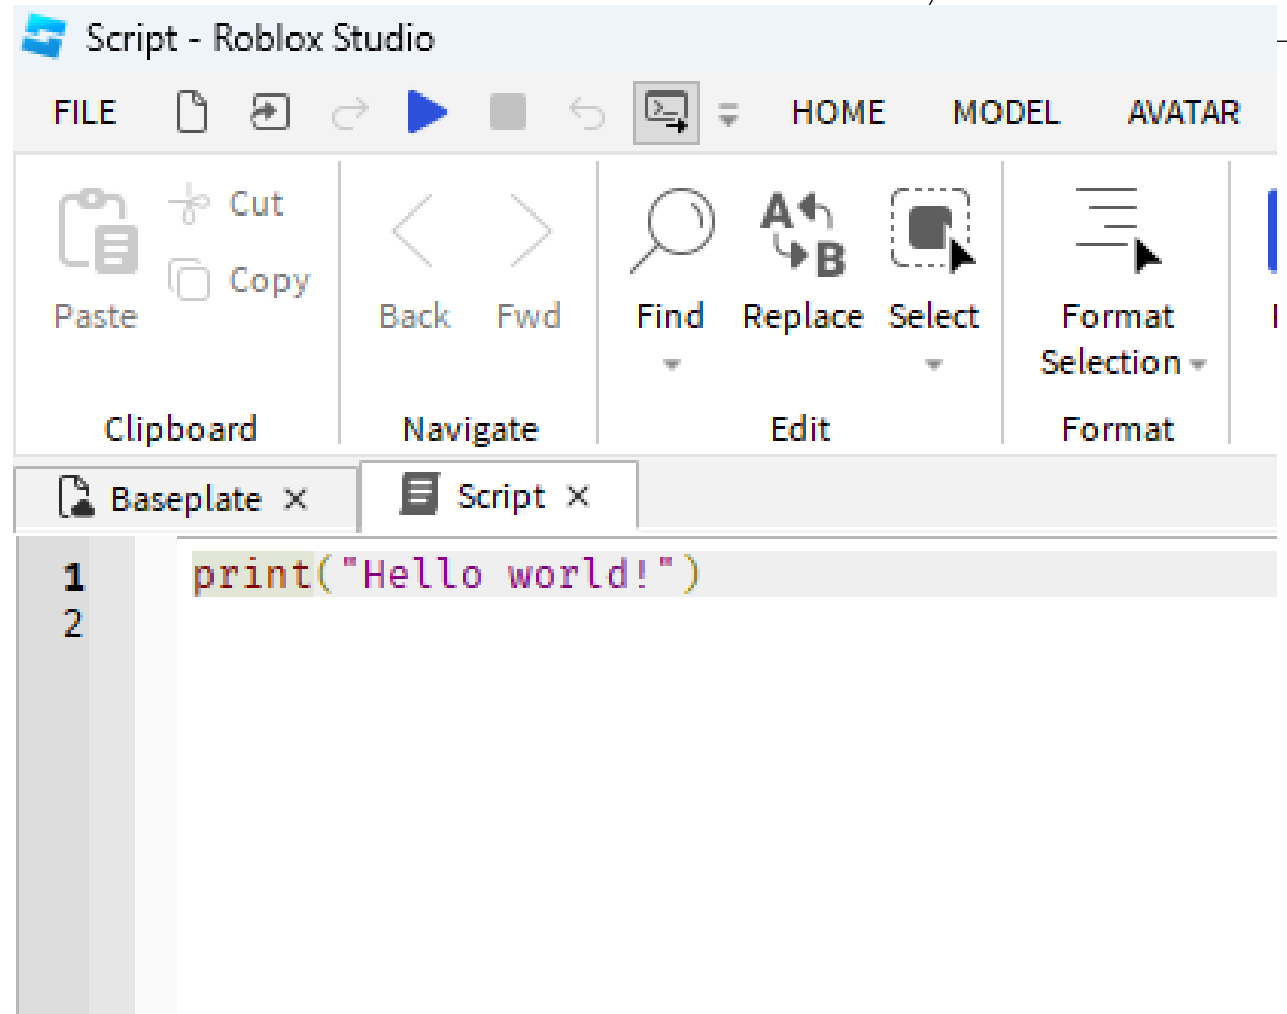 Script - Roblox Studio
FILE HOME MODEL AVATAR
Cut
Copy
Paste Back Fwd Find Replace Select Format
Selection
Clipboard Navigate Edit Format
Baseplate Script
1 print("Hello world!")
2